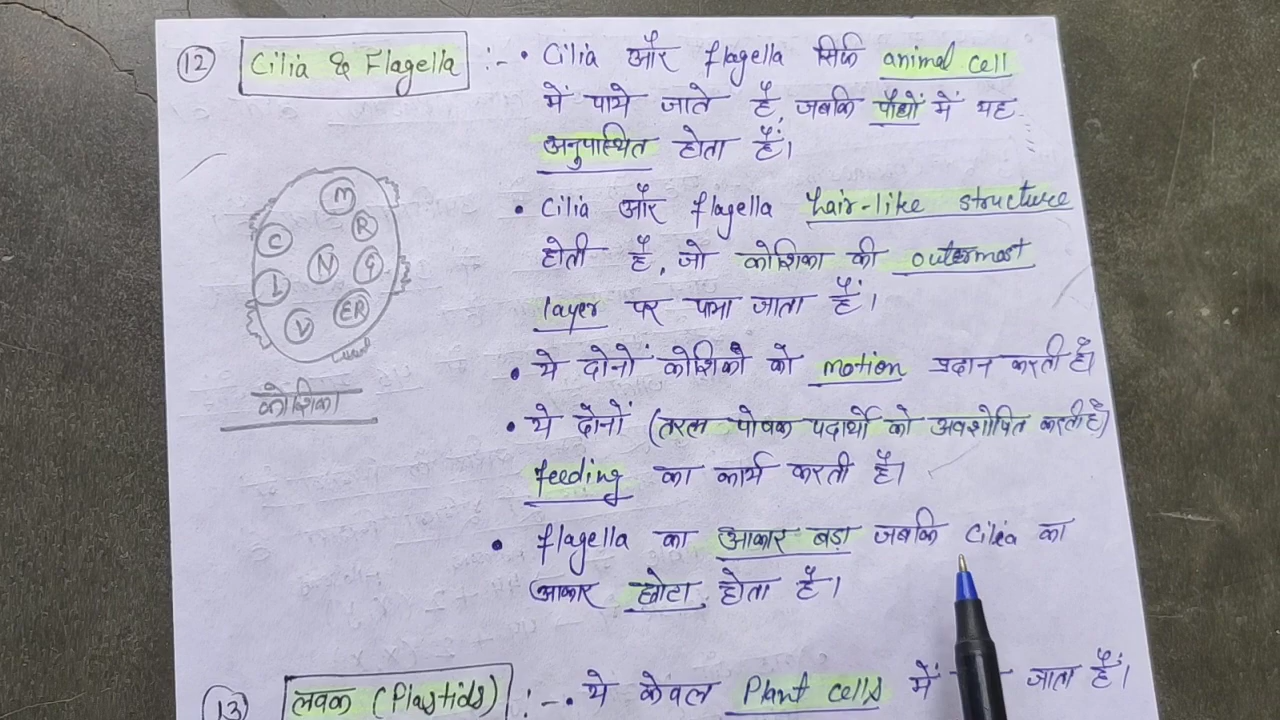 12 Cilia & Flagella :- • Cilia और flagella सिर्फ animal cell
में पाये जाते है, जबकि पौधों में यह
अनुपास्थित होता हैं।
• Cilia और flagella hair-like structure
होती है, जो कोशिका की outermost
layer पर पाया जाता हैं।
• ये दोनों कोशिको को motion प्रदान करती है।
• ये दोनों (तरल पोषक पदार्थो को अवशोषित करती है)
feeding का कार्य करती है।
• flagella का आकार बड़ा जबकि Cilia का
आकार छोटा होता है।
M
R
C
N
G
L
V
ER
कोशिका
13 लवक (Plastids) :- • ये केवल Plant cells में जाता हैं।